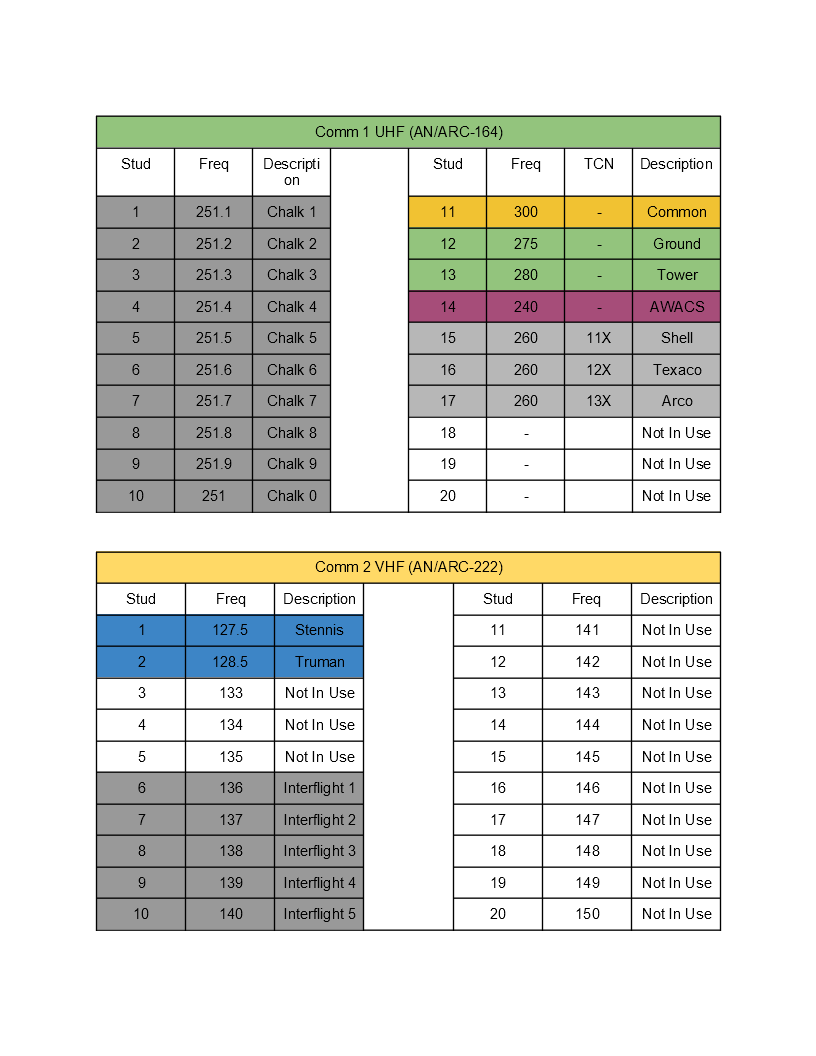 Comm 1 UHF (AN/ARC-164)
Stud Freq Descripti Stud Freq TCN Description
on
1 251.1 Chalk 1 11 300 - Common
2 251.2 Chalk 2 12 275 - Ground
3 251.3 Chalk 3 13 280 - Tower
4 251.4 Chalk 4 14 240 - AWACS
5 251.5 Chalk 5 15 260 11X Shell
6 251.6 Chalk 6 16 260 12X Texaco
7 251.7 Chalk 7 17 260 13X Arco
8 251.8 Chalk 8 18 - Not In Use
9 251.9 Chalk 9 19 - Not In Use
10 251 Chalk 0 20 - Not In Use
Comm 2 VHF (AN/ARC-222)
Stud Freq Description Stud Freq Description
1 127.5 Stennis 11 141 Not In Use
2 128.5 Truman 12 142 Not In Use
3 133 Not In Use 13 143 Not In Use
4 134 Not In Use 14 144 Not In Use
5 135 Not In Use 15 145 Not In Use
6 136 Interflight 1 16 146 Not In Use
7 137 Interflight 2 17 147 Not In Use
8 138 Interflight 3 18 148 Not In Use
9 139 Interflight 4 19 149 Not In Use
10 140 Interflight 5 20 150 Not In Use